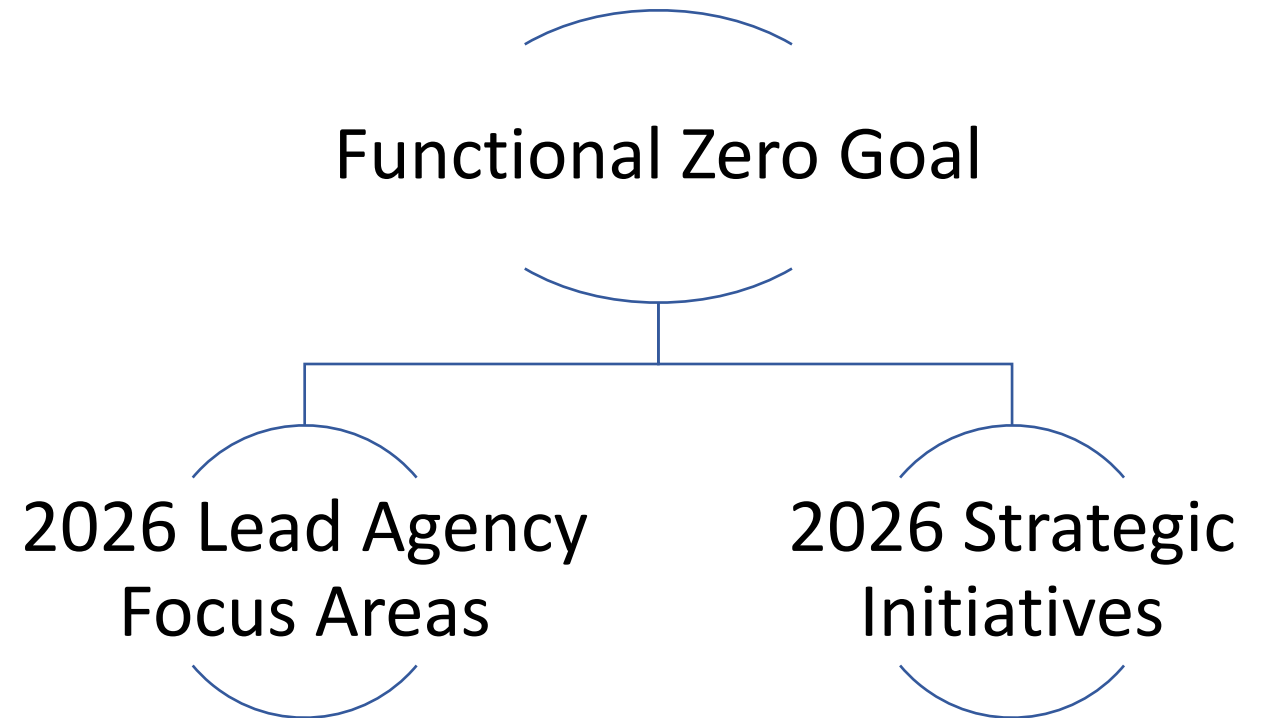 Functional Zero Goal
2026 Lead Agency
Focus Areas
2026 Strategic
Initiatives